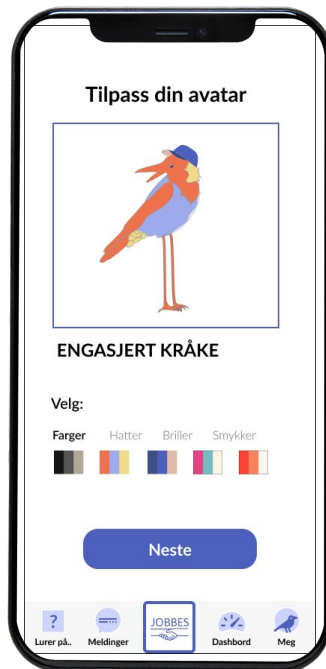 Tilpass din avatar
ENGASJERT KRÅKE
Velg:
Farger Hatter Briller Smykker
Neste
?
JOBBES
Lurer på.. Meldinger Dashbord Meg